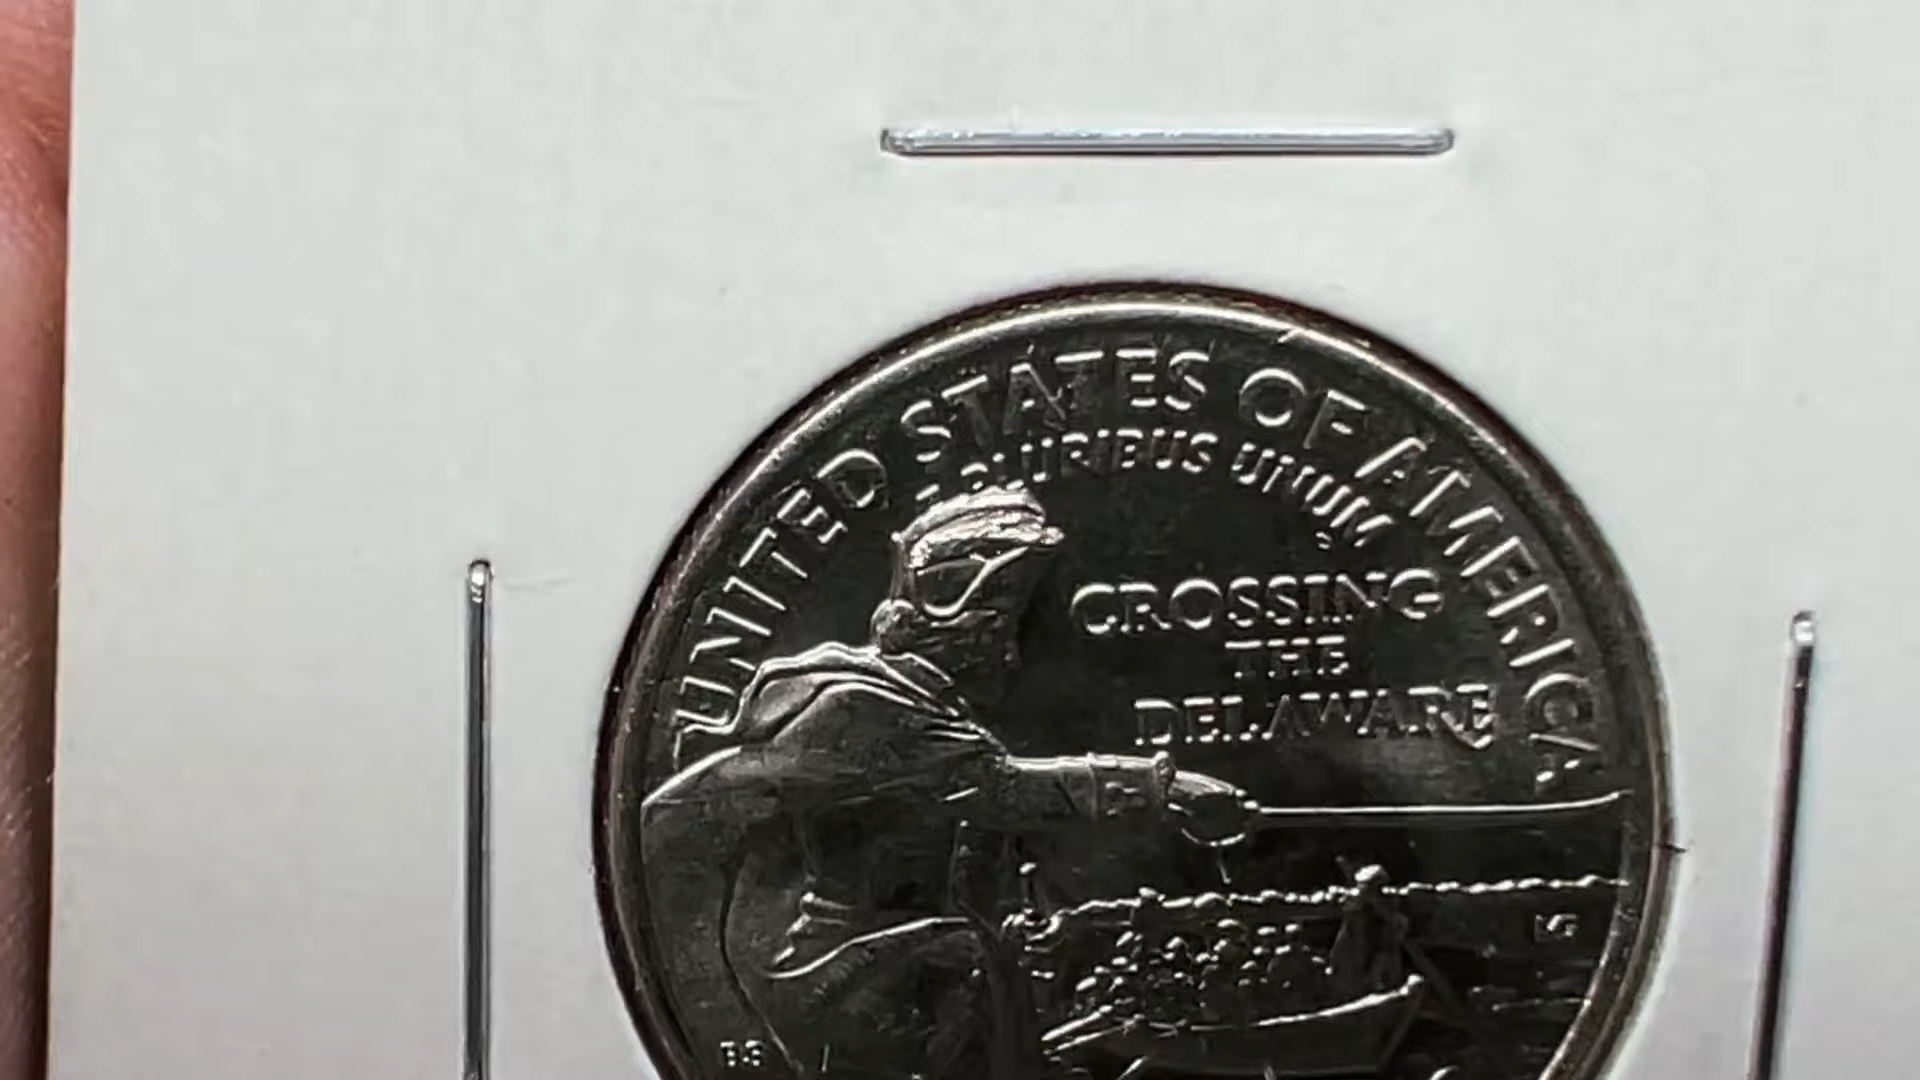 UNITED STATES OF AMERICA
PLURIBUS UNUM
CROSSING
THE
DELAWARE